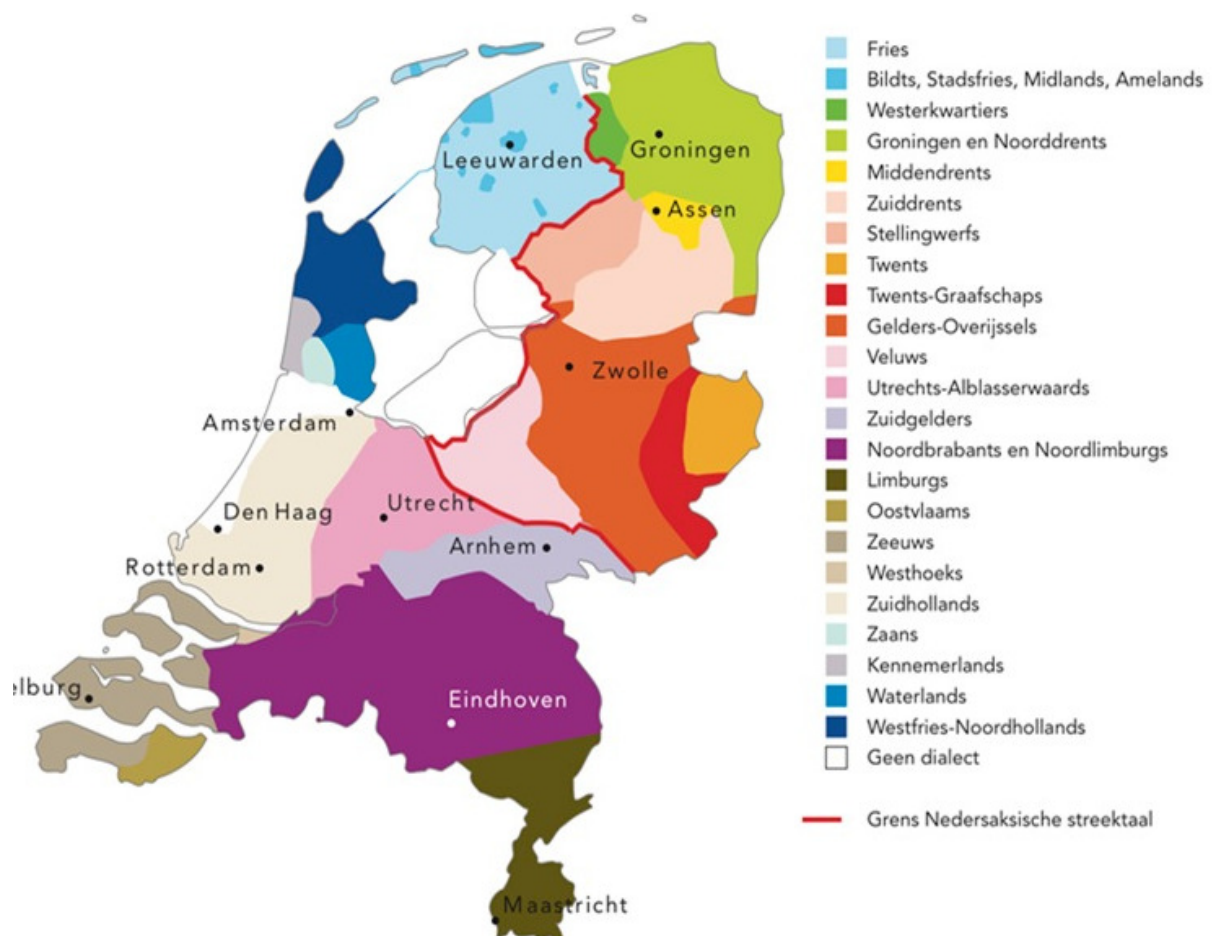 Leeuwarden
Groningen
Assen
Zwolle
Amsterdam
Utrecht
Den Haag
Arnhem
Rotterdam
elburg
Eindhoven
Maastricht
Fries
Bildts, Stadsfries, Midlands, Amelands
Westerkwartiers
Groningen en Noorddrents
Middendrents
Zuiddrents
Stellingwerfs
Twents
Twents-Graafschaps
Gelders-Overijssels
Veluws
Utrechts-Alblasserwaards
Zuidgelders
Noordbrabants en Noordlimburgs
Limburgs
Oostvlaams
Zeeuws
Westhoeks
Zuidhollands
Zaans
Kennemerlands
Waterlands
Westfries-Noordhollands
Geen dialect
Grens Nedersaksische streektaal